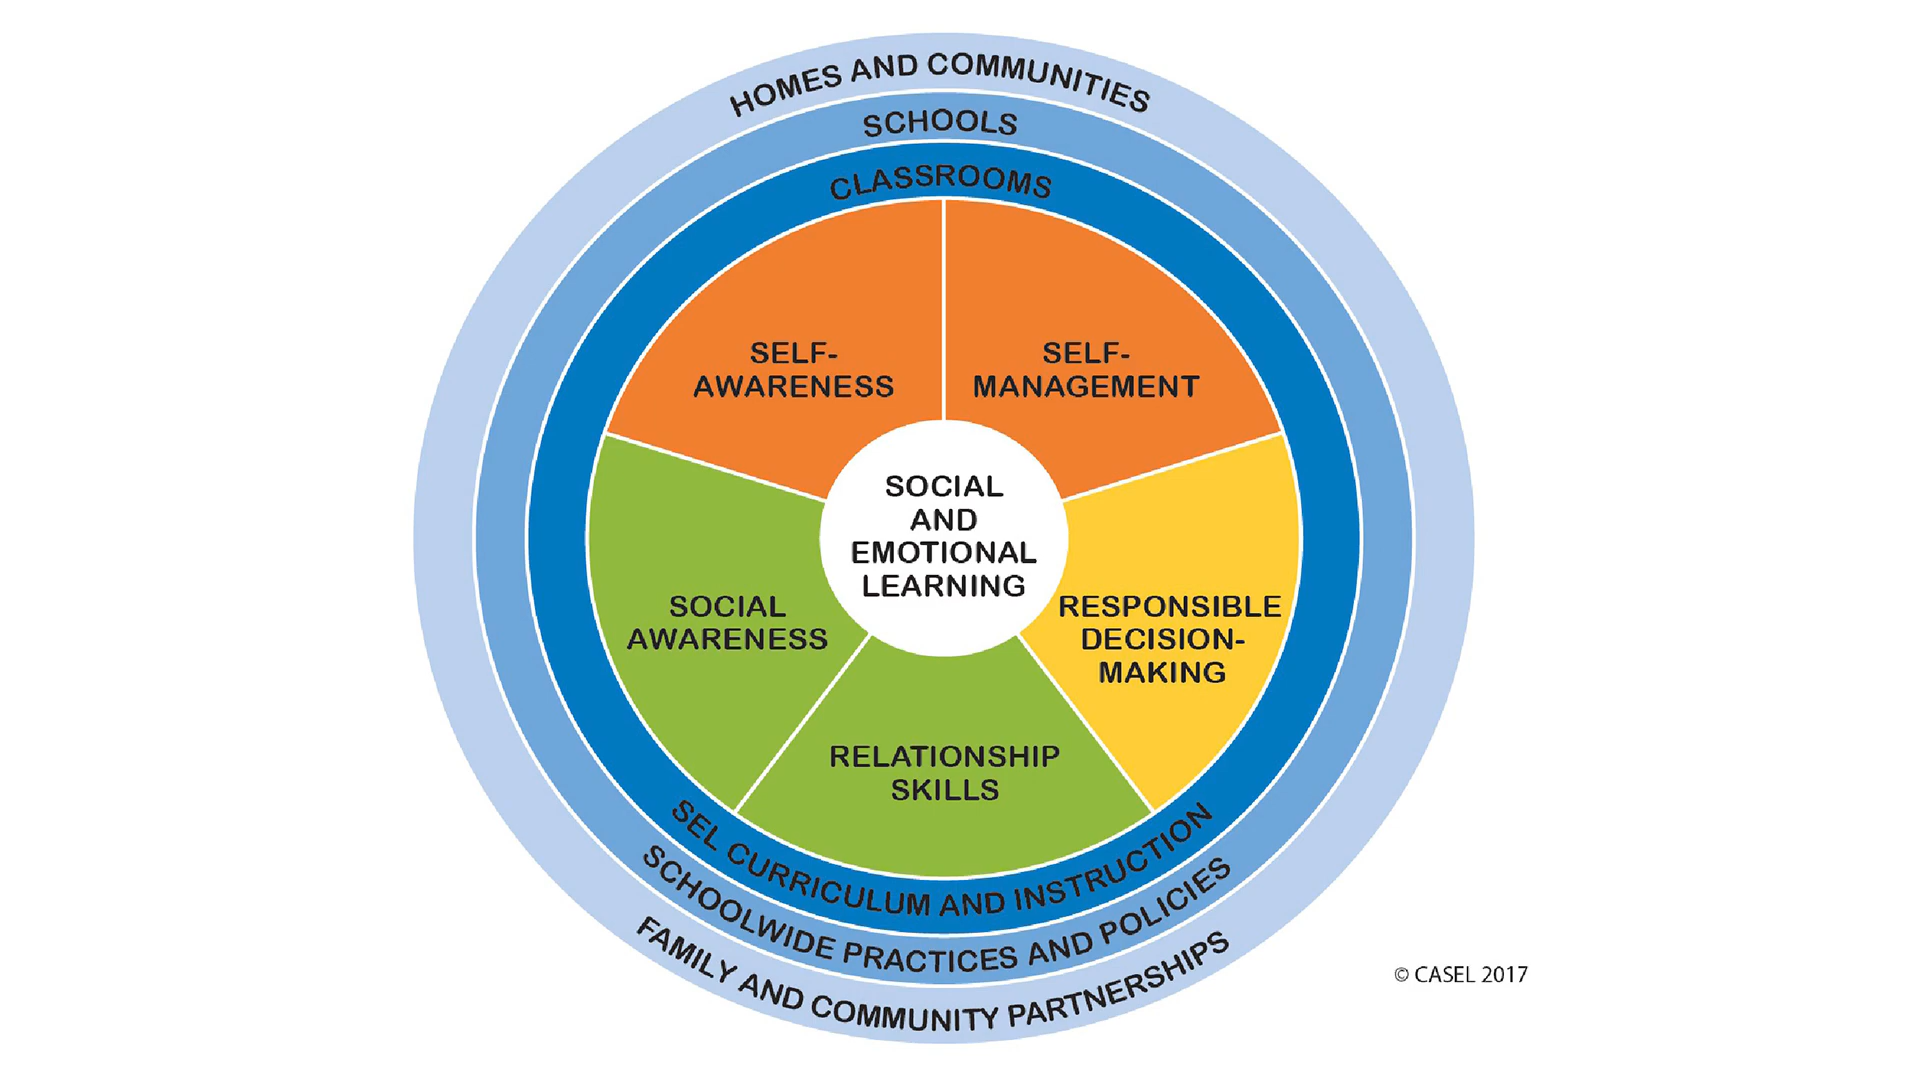 HOMES AND COMMUNITIES
SCHOOLS
CLASSROOMS
SELF-
AWARENESS
SELF-
MANAGEMENT
SOCIAL
AND
EMOTIONAL
LEARNING
SOCIAL
AWARENESS
RESPONSIBLE
DECISION-
MAKING
RELATIONSHIP
SKILLS
SEL CURRICULUM AND INSTRUCTION
SCHOOLWIDE PRACTICES AND POLICIES
FAMILY AND COMMUNITY PARTNERSHIPS
© CASEL 2017